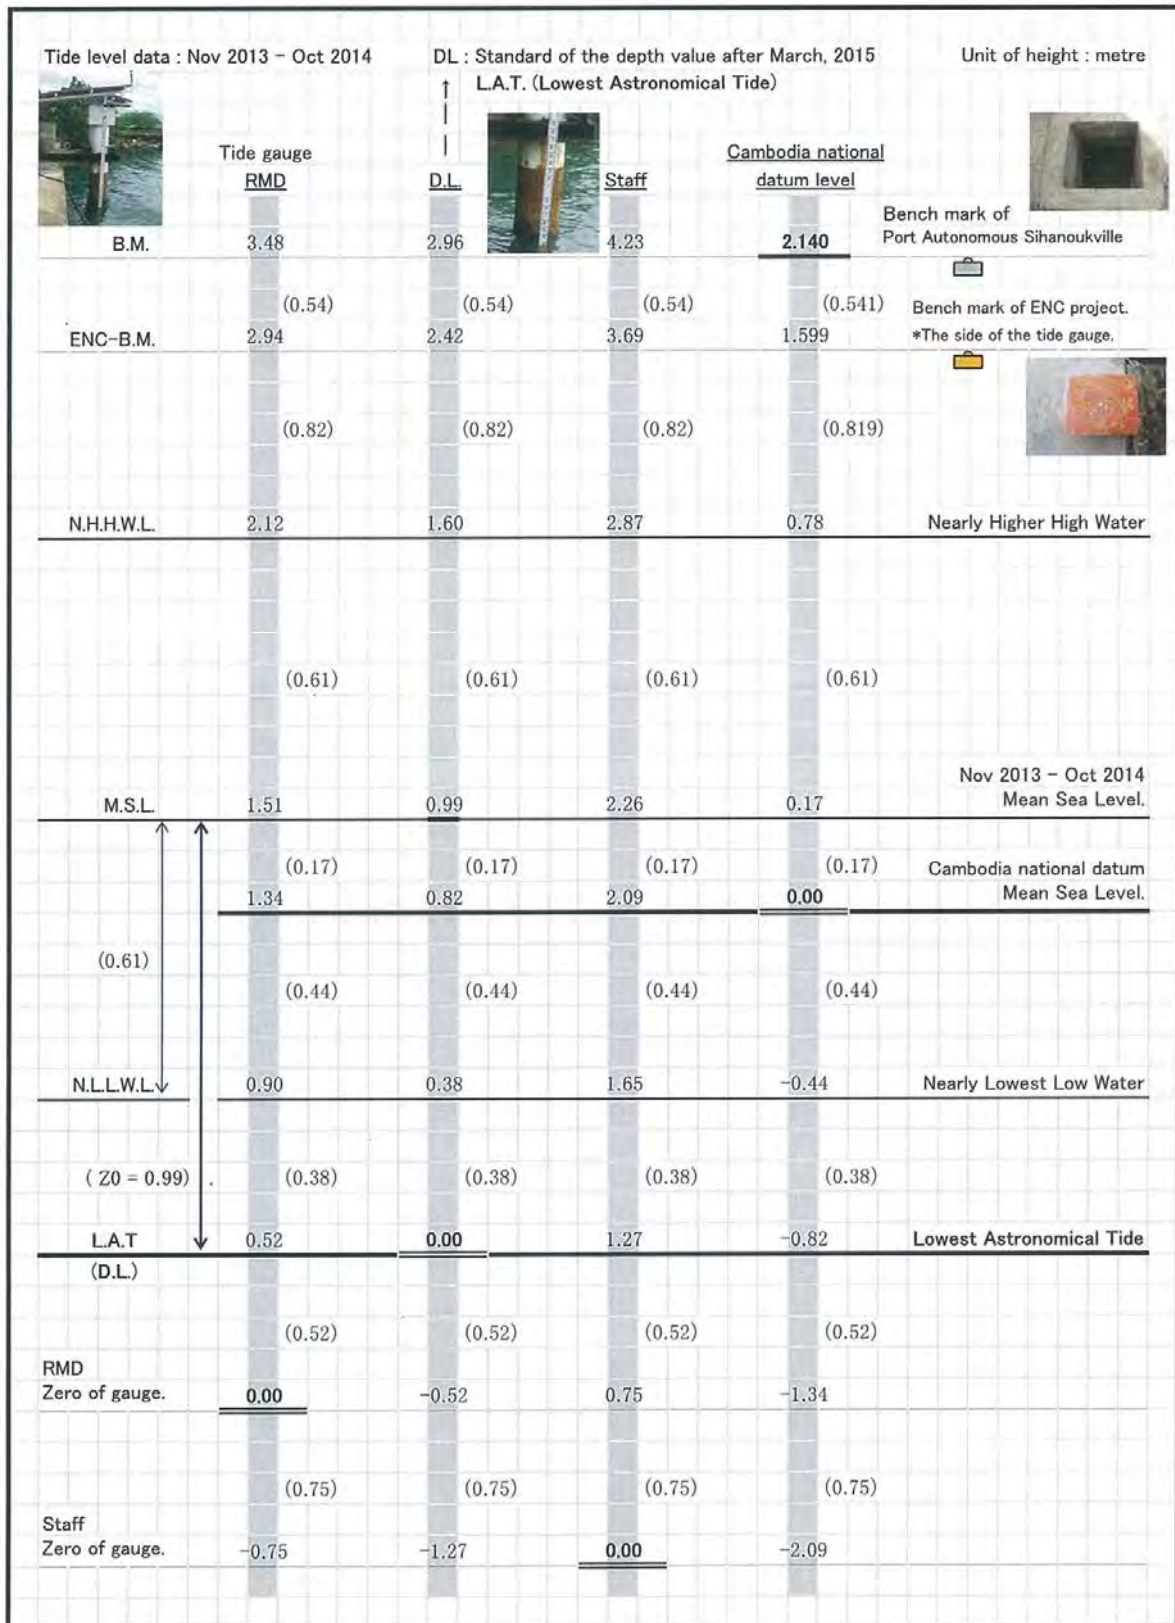 Tide level data : Nov 2013 - Oct 2014 DL : Standard of the depth value after March, 2015 Unit of height : metre
L.A.T. (Lowest Astronomical Tide)
Tide gauge Cambodia national
RMD D.L. Staff datum level
Bench mark of
Port Autonomous Sihanoukville
B.M. 3.48 2.96 4.23 2.140
(0.54) (0.54) (0.54) (0.541) Bench mark of ENC project.
ENC-B.M. 2.94 2.42 3.69 1.599 *The side of the tide gauge.
(0.82) (0.82) (0.82) (0.819)
N.H.H.W.L. 2.12 1.60 2.87 0.78 Nearly Higher High Water
(0.61) (0.61) (0.61) (0.61)
Nov 2013 - Oct 2014
M.S.L. 1.51 0.99 2.26 0.17 Mean Sea Level.
(0.17) (0.17) (0.17) (0.17) Cambodia national datum
1.34 0.82 2.09 0.00 Mean Sea Level.
(0.61)
(0.44) (0.44) (0.44) (0.44)
N.L.L.W.L. 0.90 0.38 1.65 -0.44 Nearly Lowest Low Water
( Z0 = 0.99) . (0.38) (0.38) (0.38) (0.38)
L.A.T 0.52 0.00 1.27 -0.82 Lowest Astronomical Tide
(D.L.)
(0.52) (0.52) (0.52) (0.52)
RMD
Zero of gauge. 0.00 -0.52 0.75 -1.34
(0.75) (0.75) (0.75) (0.75)
Staff
Zero of gauge. -0.75 -1.27 0.00 -2.09